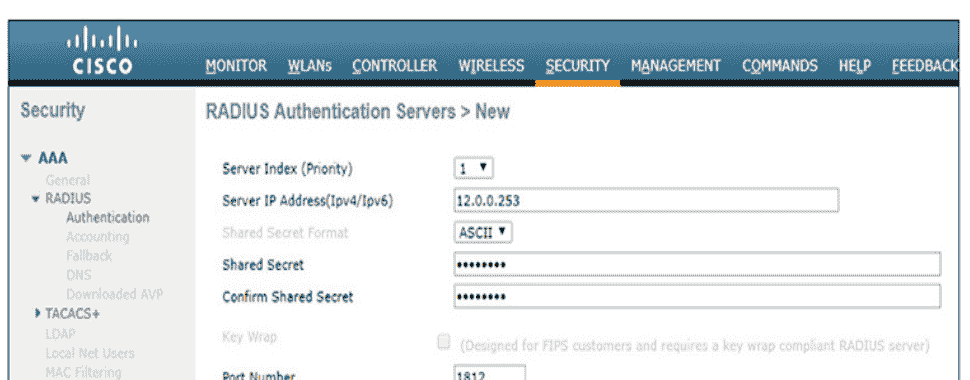 CISCO
MONITOR WLANs CONTROLLER WIRELESS SECURITY MANAGEMENT COMMANDS HELP FEEDBACK
Security
RADIUS Authentication Servers > New
AAA
General
RADIUS
Authentication
Accounting
Fallback
DNS
Downloaded AVP
TACACS+
LDAP
Local Net Users
MAC Filtering
Server Index (Priority) 1
Server IP Address(Ipv4/Ipv6) 12.0.0.253
Shared Secret Format ASCII
Shared Secret ••••••••
Confirm Shared Secret ••••••••
Key Wrap (Designed for FIPS customers and requires a key wrap compliant RADIUS server)
Port Number 1812